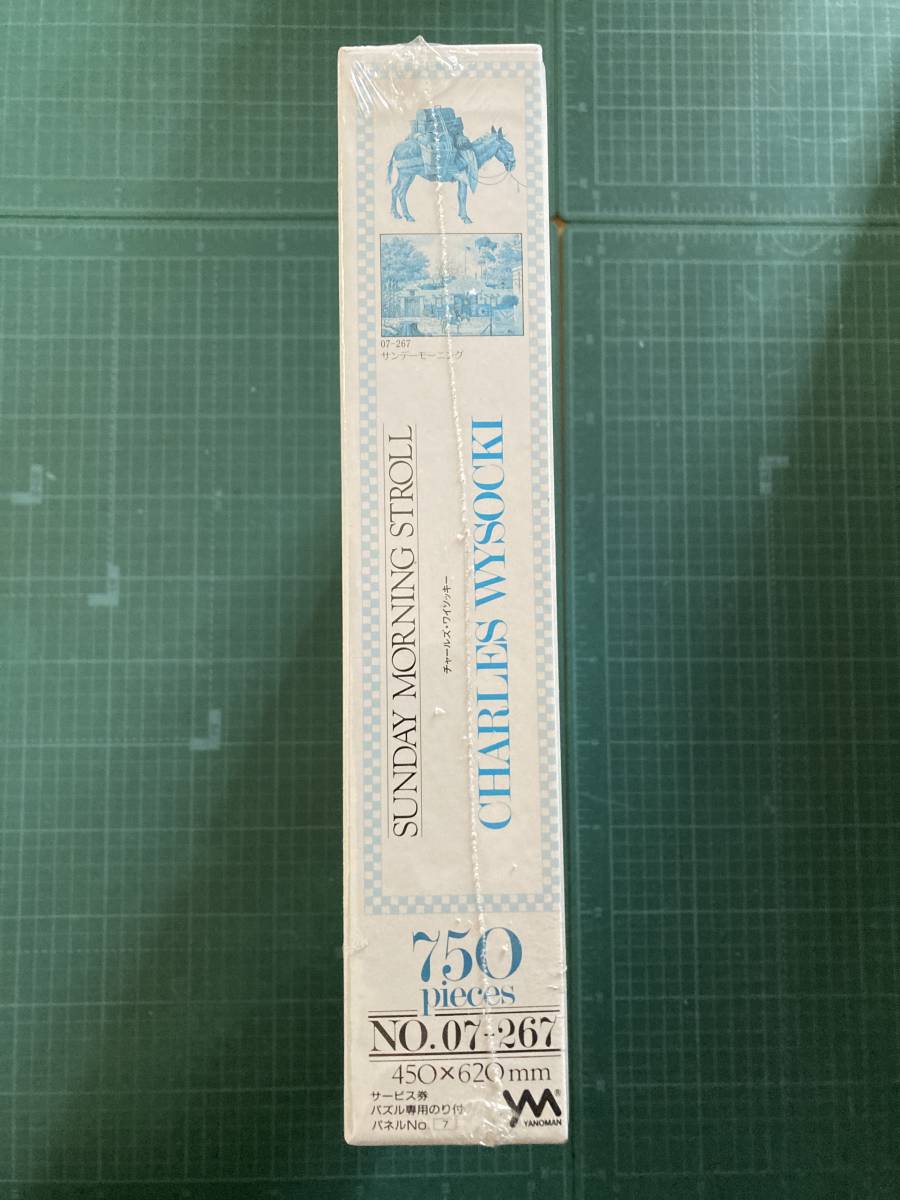 07-267
サンデーモーニング
SUNDAY MORNING STROLL
チャールズ・ワイソッキー
CHARLES WYSOCKI
750
pieces
NO. 07-267
450×620mm
サービス券
パズル専用のり付
パネルNo. 7
YM®
YANOMAN